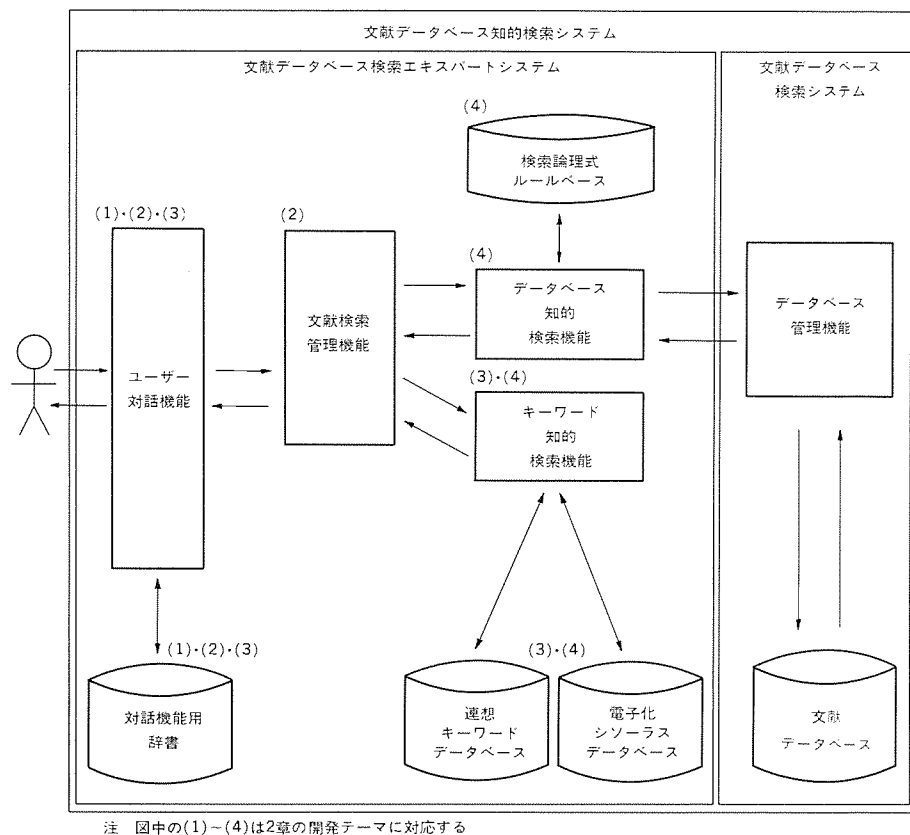 文献データベース知的検索システム
文献データベース検索エキスパートシステム
文献データベース
検索システム
(4)
検索論理式
ルールベース
(1)・(2)・(3)
(2)
(4)
データベース
知的
検索機能
データベース
管理機能
文献検索
管理機能
ユーザー
対話機能
(3)・(4)
キーワード
知的
検索機能
(1)・(2)・(3)
対話機能用
辞書
(3)・(4)
連想
キーワード
データベース
電子化
シソーラス
データベース
文献
データベース
注 図中の(1)~(4)は2章の開発テーマに対応する